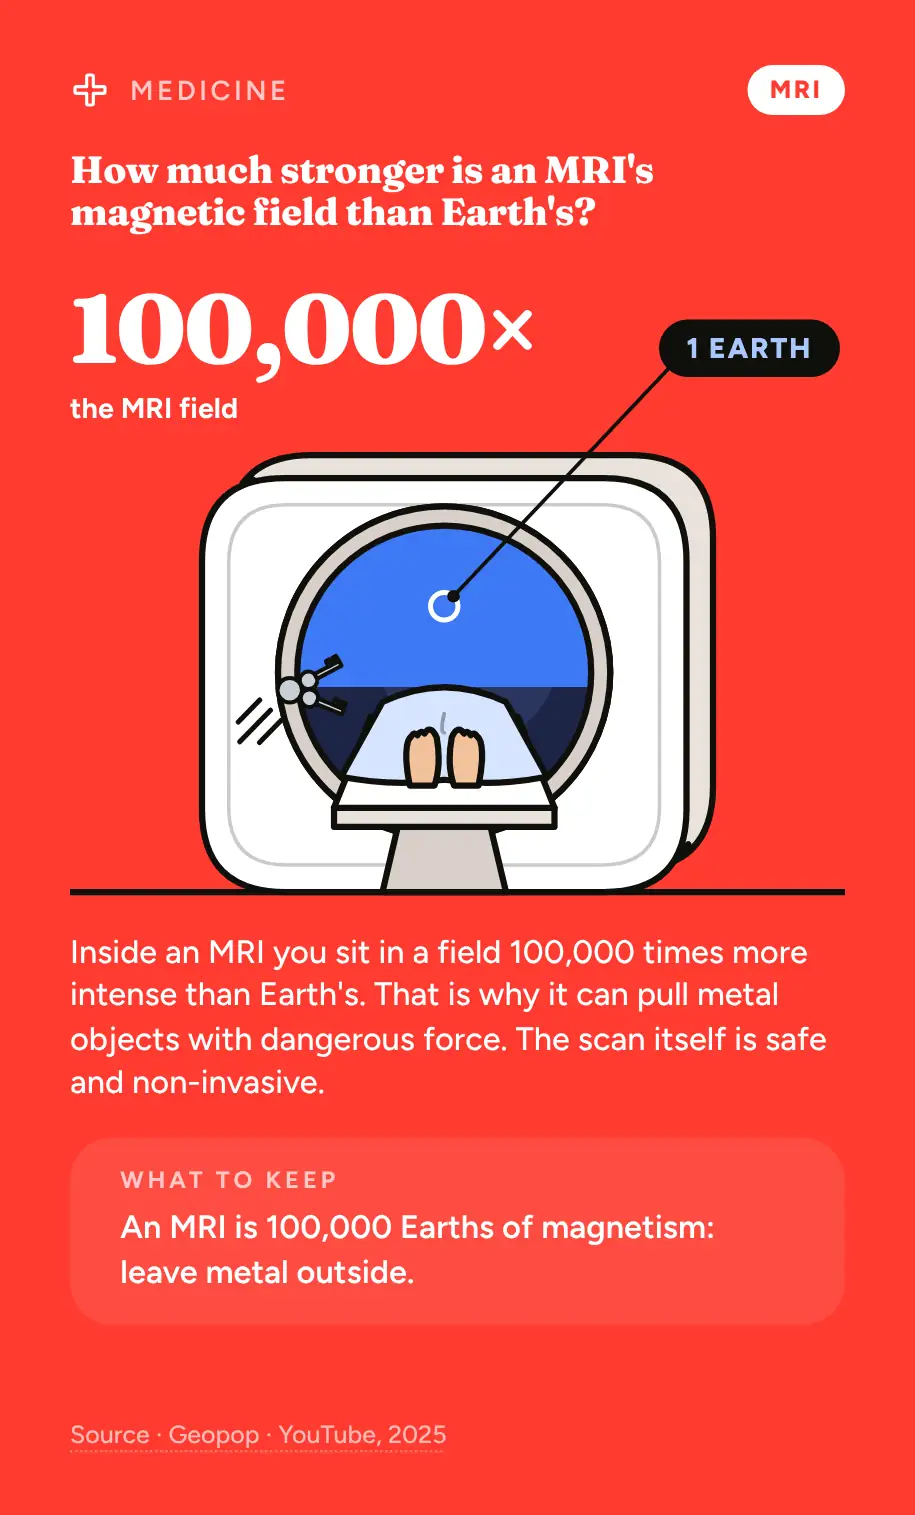 MEDICINE
MRI
How much stronger is an MRI's
magnetic field than Earth's?
100,000×
the MRI field
1 EARTH
Inside an MRI you sit in a field 100,000 times more
intense than Earth's. That is why it can pull metal
objects with dangerous force. The scan itself is safe
and non-invasive.
WHAT TO KEEP
An MRI is 100,000 Earths of magnetism:
leave metal outside.
Source · Geopop · YouTube, 2025